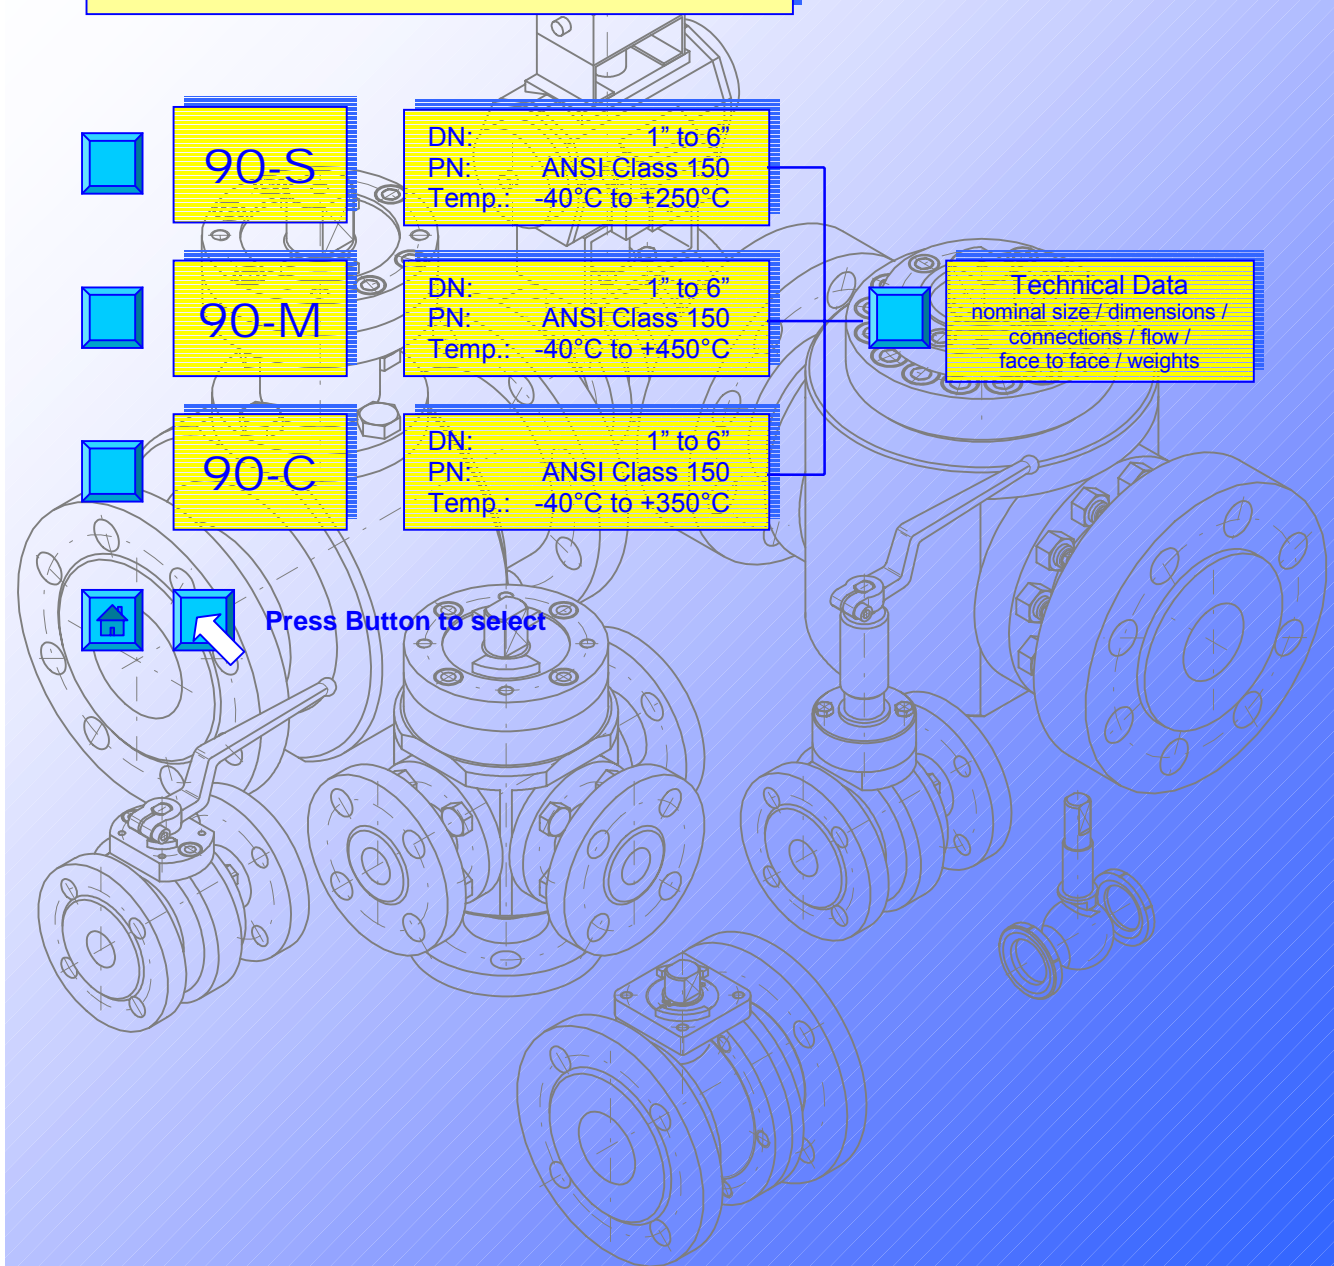 90-S
DN: 1” to 6”
PN: ANSI Class 150
Temp.: -40°C to +250°C
90-M
DN: 1” to 6”
PN: ANSI Class 150
Temp.: -40°C to +450°C
Technical Data
nominal size / dimensions /
connections / flow /
face to face / weights
90-C
DN: 1” to 6”
PN: ANSI Class 150
Temp.: -40°C to +350°C
Press Button to select